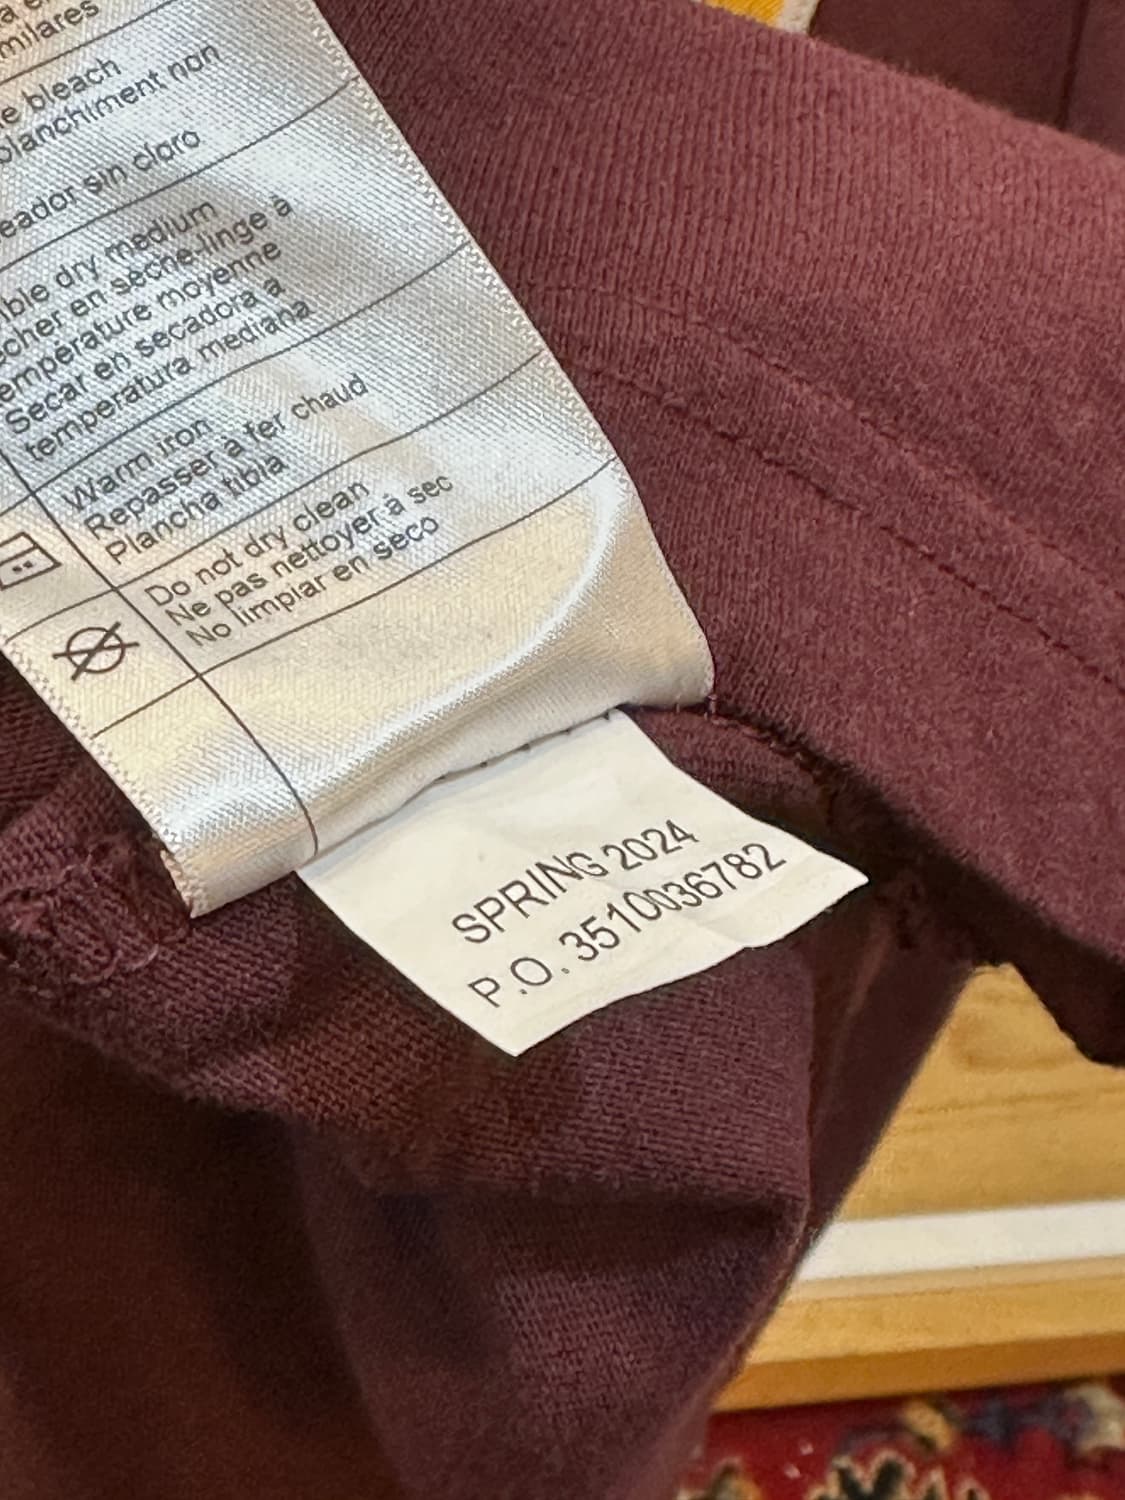 milares
e bleach
blanchiment non
eador sin cloro
ble dry medium
écher en sèche-linge à
empérature moyenne
Secar en secadora a
temperatura mediana
Warm iron
Repasser à fer chaud
Plancha tibia
Do not dry clean
Ne pas nettoyer à sec
No limpiar en seco
SPRING 2024
P.O. 3510036782